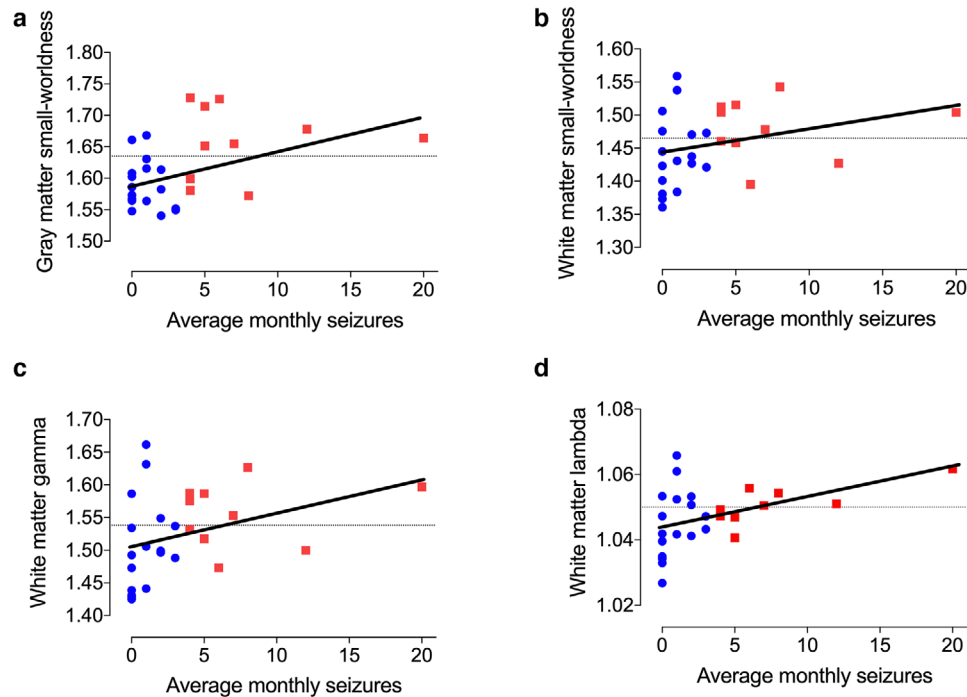 a
Gray matter small-worldness
1.80
1.75
1.70
1.65
1.60
1.55
1.50
0 5 10 15 20
Average monthly seizures
b
White matter small-worldness
1.60
1.55
1.50
1.45
1.40
1.35
1.30
0 5 10 15 20
Average monthly seizures
c
White matter gamma
1.70
1.65
1.60
1.55
1.50
1.45
1.40
0 5 10 15 20
Average monthly seizures
d
White matter lambda
1.08
1.06
1.04
1.02
0 5 10 15 20
Average monthly seizures